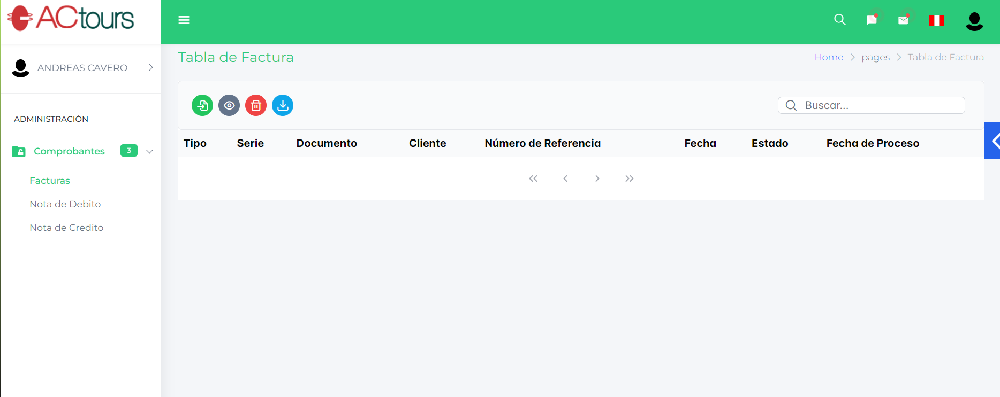 ACtours
ANDREAS CAVERO
ADMINISTRACIÓN
Comprobantes 3
Facturas
Nota de Debito
Nota de Credito
Tabla de Factura
Home pages Tabla de Factura
Buscar...
Tipo Serie Documento Cliente Número de Referencia Fecha Estado Fecha de Proceso